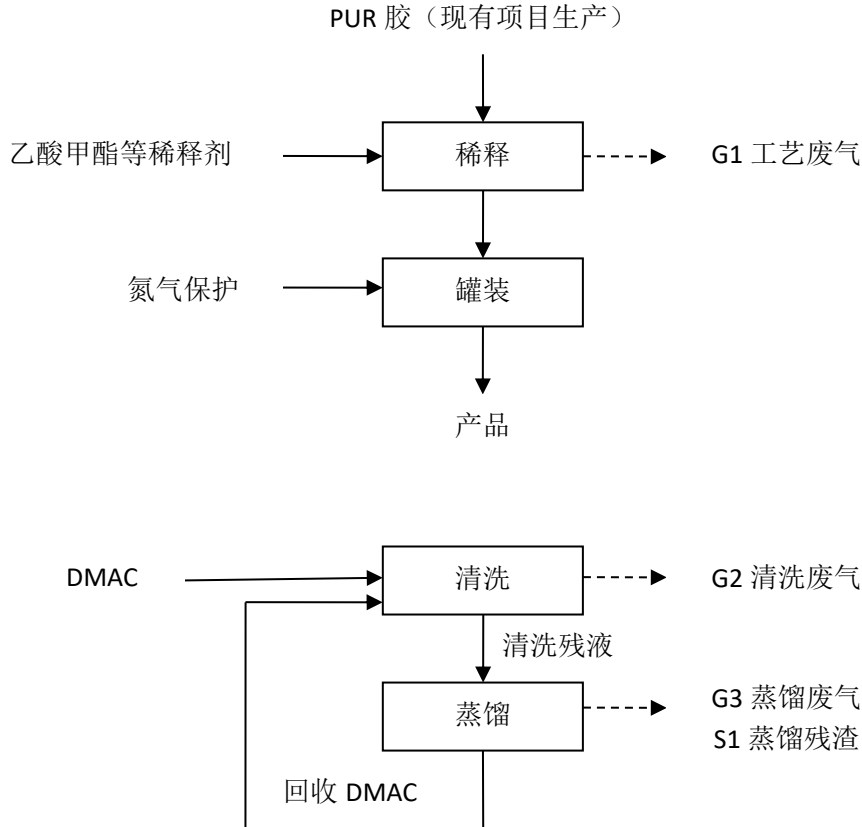 PUR 胶（现有项目生产）
乙酸甲酯等稀释剂
稀释
G1 工艺废气
氮气保护
罐装
产品
DMAC
清洗
G2 清洗废气
清洗残液
蒸馏
G3 蒸馏废气
S1 蒸馏残渣
回收 DMAC